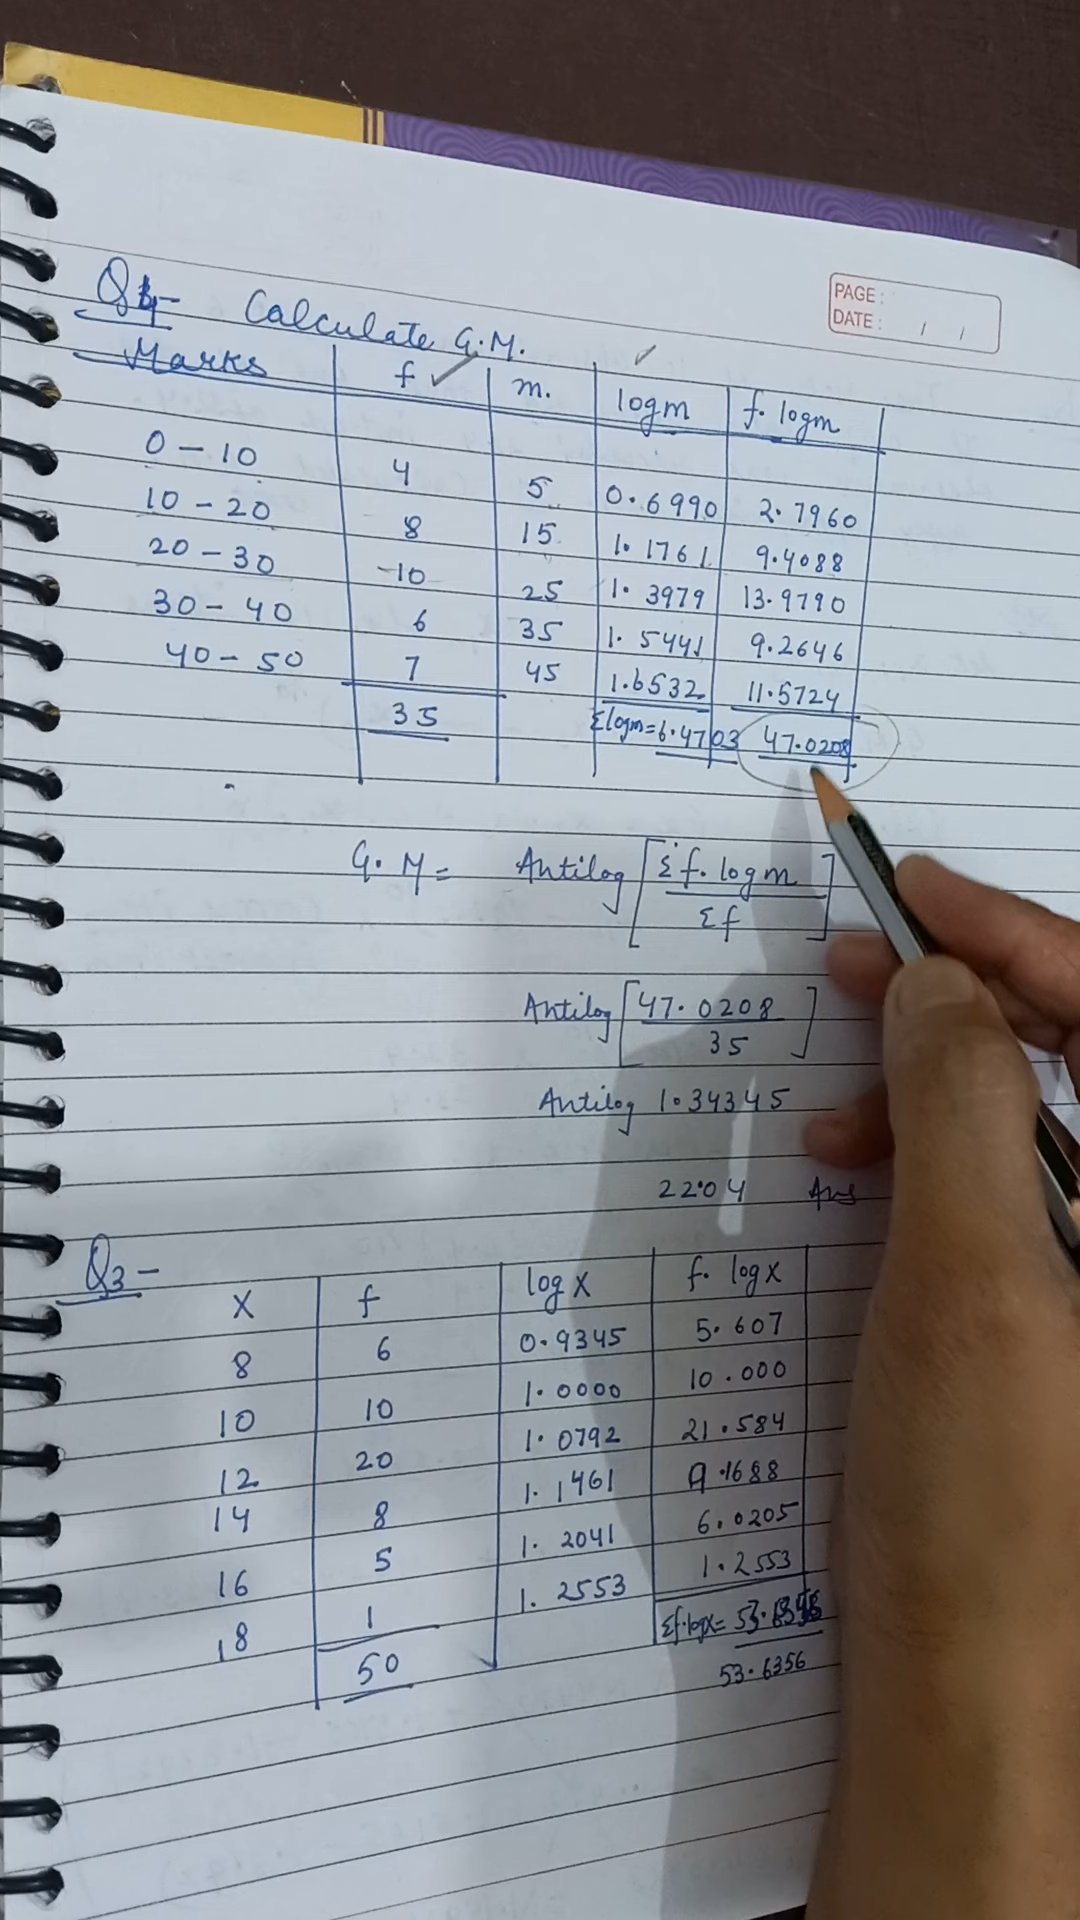 PAGE :
DATE : / /
Q4- Calculate G.M.
Marks f m. logm f. logm
0-10 4 5 0.6990 2.7960
10-20 8 15 1.1761 9.4088
20-30 10 25 1.3979 13.9790
30-40 6 35 1.5441 9.2646
40-50 7 45 1.6532 11.5724
35 Σlogm=6.4703 47.0208
G.M = Antilog [Σf.logm / Σf]
Antilog [47.0208 / 35]
Antilog 1.34345
22.04 Ans
Q3-
X f log X f. log X
8 6 0.9345 5.607
10 10 1.0000 10.000
12 20 1.0792 21.584
14 8 1.1461 9.1688
16 5 1.2041 6.0205
18 1 1.2553 1.2553
50 Σf.logX=
53.6356